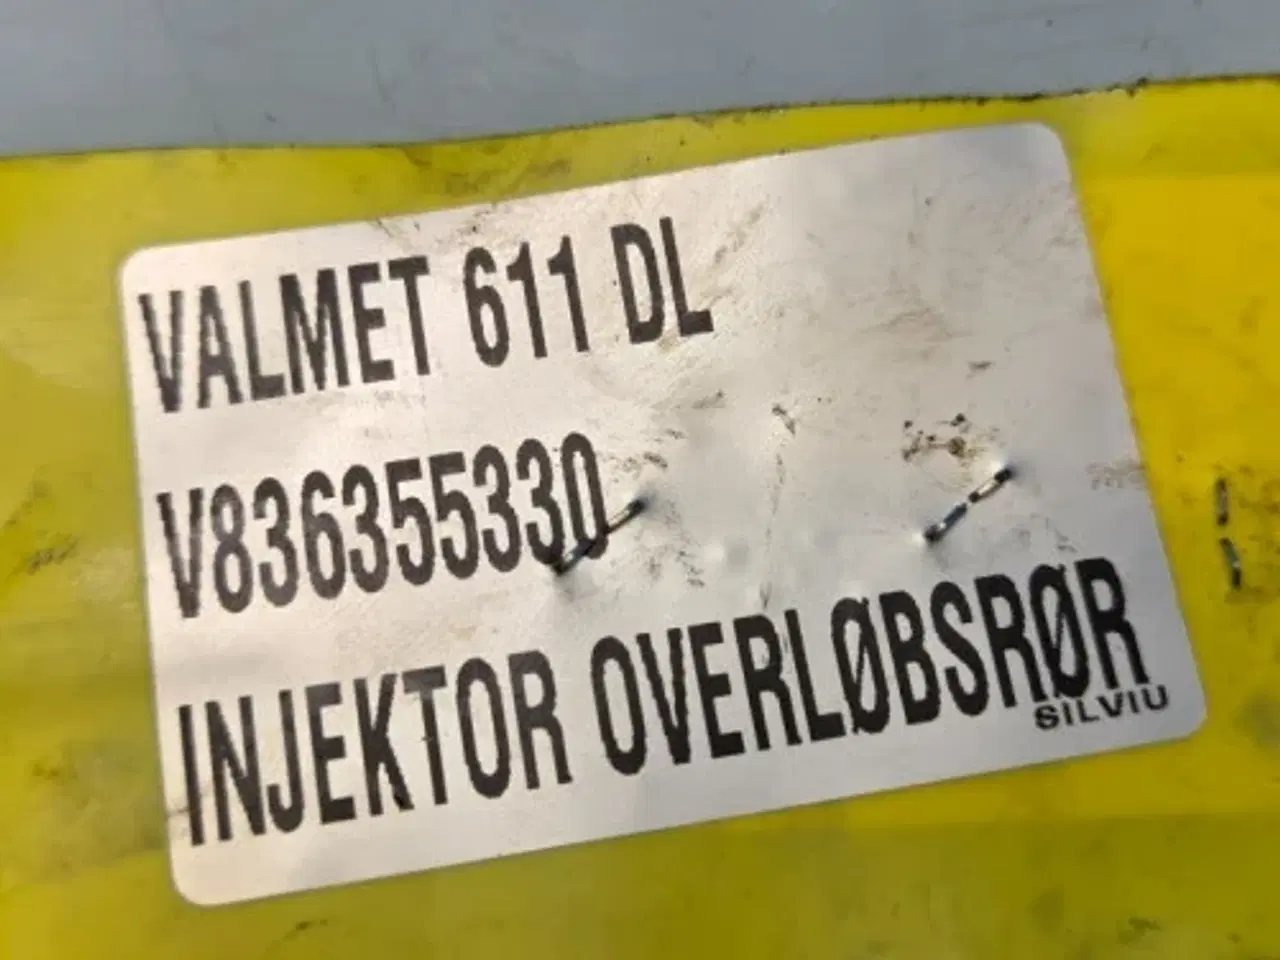 VALMET 611 DL
V836355330
INJEKTOR OVERLØBSRØR
SILVIU